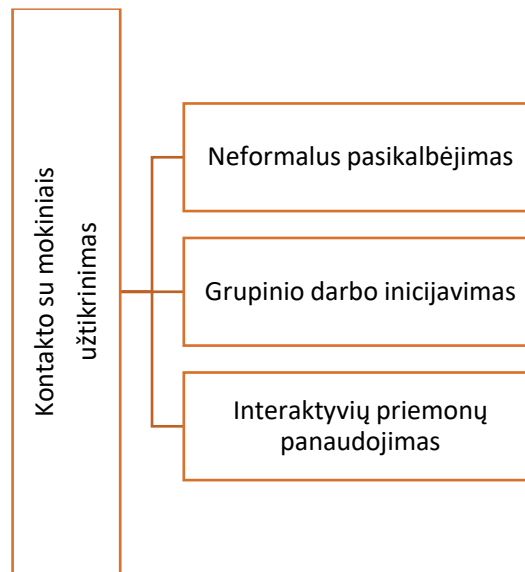 Kontakto su mokiniais
užtikrinimas
Neformalus pasikalbėjimas
Grupinio darbo inicijavimas
Interaktyvių priemonų
panaudojimas